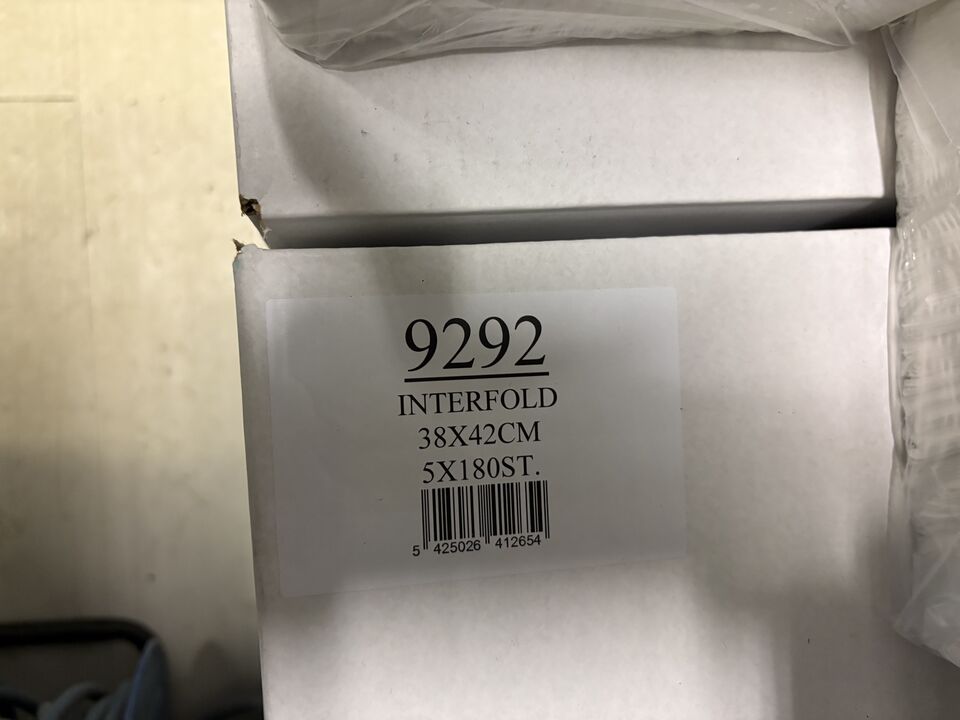 9292
INTERFOLD
38X42CM
5X180ST.
5 425026 412654